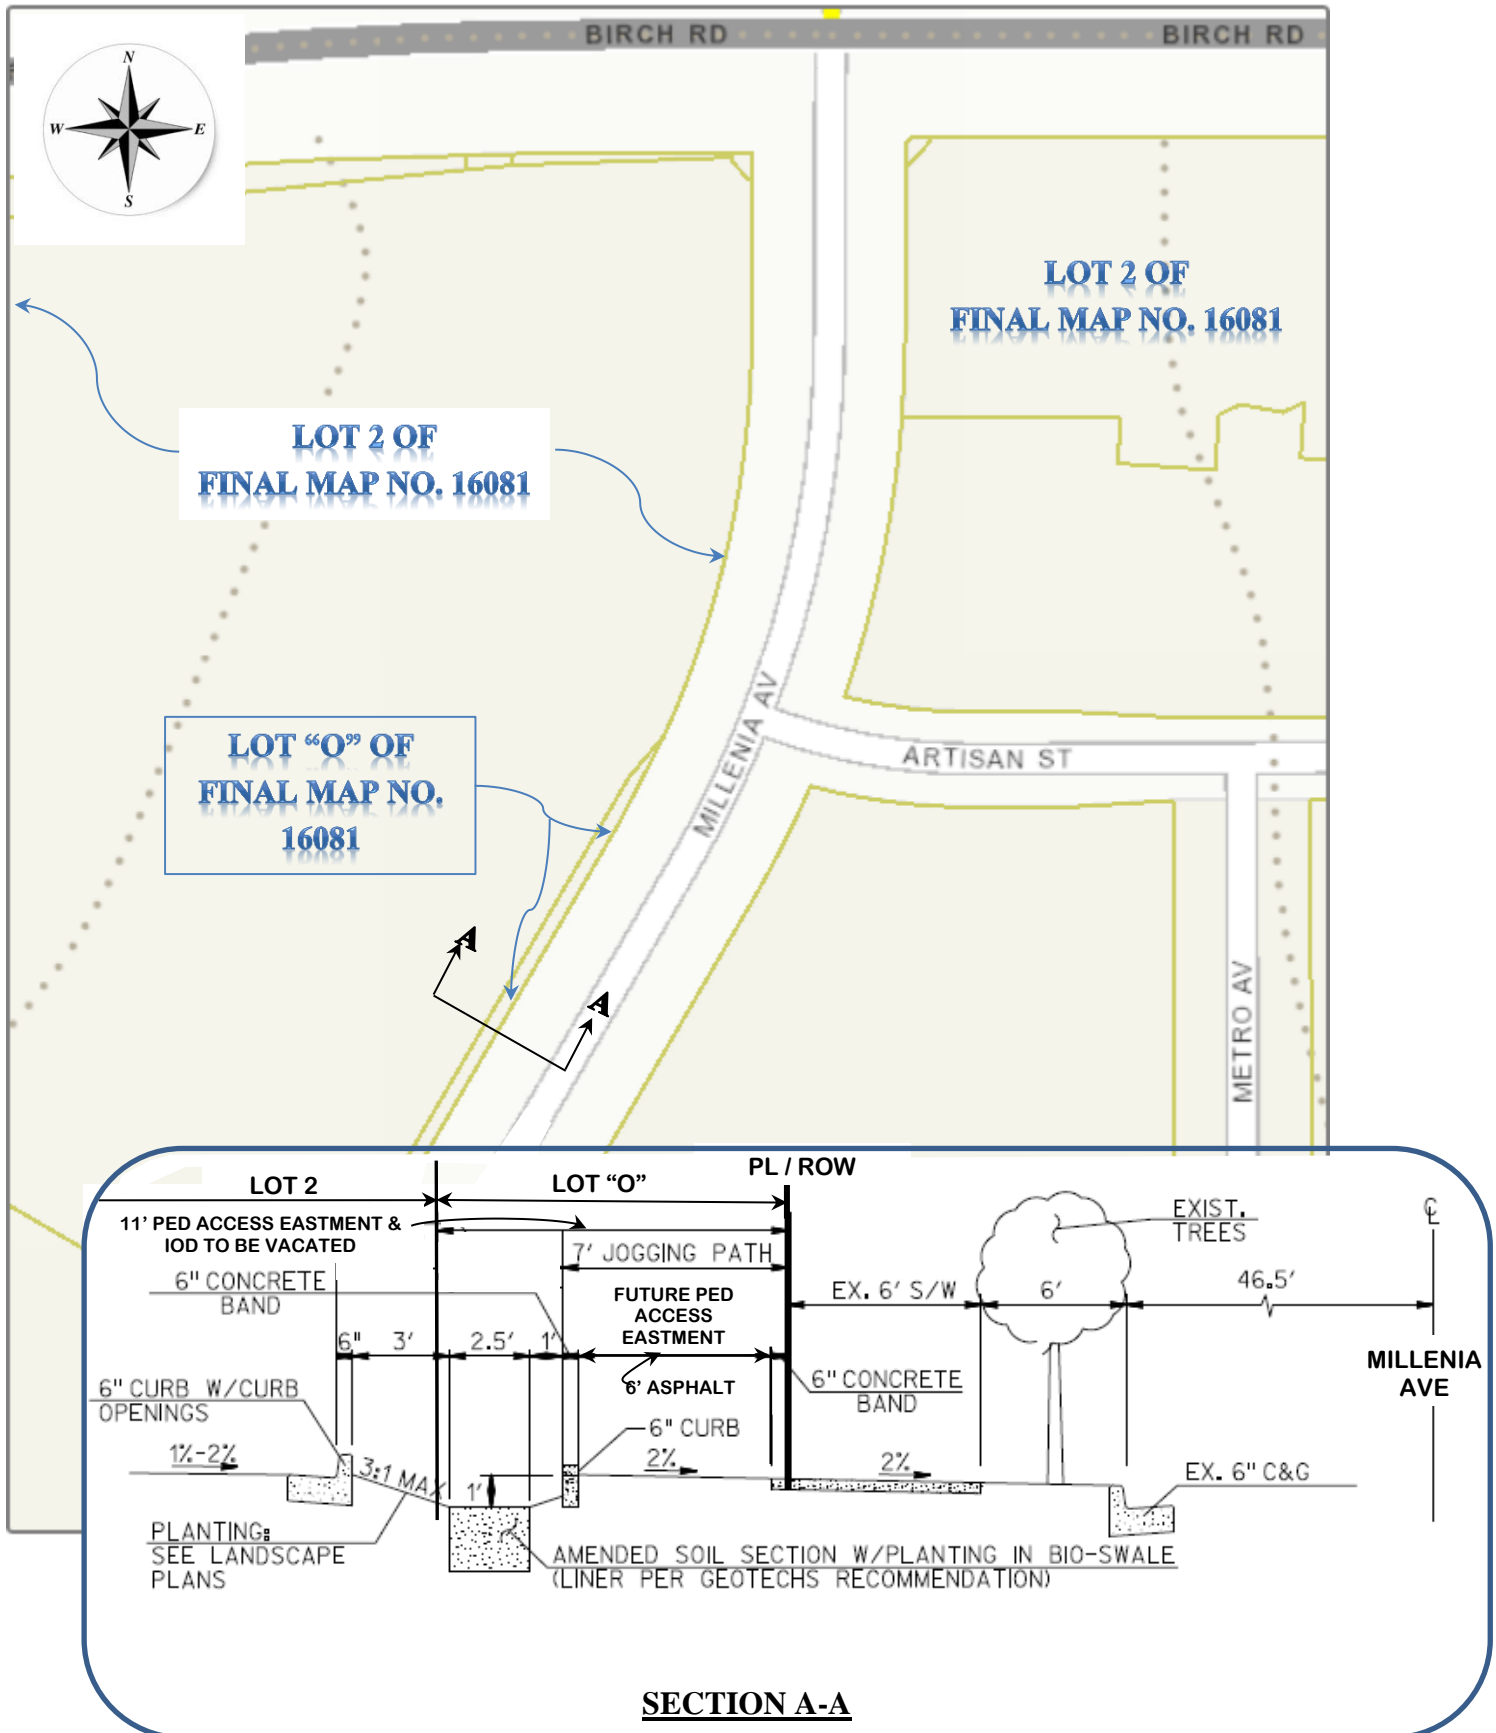 BIRCH RD
BIRCH RD
N
W
E
S
LOT 2 OF
FINAL MAP NO. 16081
LOT 2 OF
FINAL MAP NO. 16081
LOT “O” OF
FINAL MAP NO.
16081
MILLENIA AV
ARTISAN ST
METRO AV
A
A
LOT 2
LOT “O”
PL / ROW
11’ PED ACCESS EASTMENT &
IOD TO BE VACATED
7' JOGGING PATH
EXIST.
TREES
℄
6" CONCRETE
BAND
FUTURE PED
ACCESS
EASTMENT
EX. 6' S/W
6'
46.5'
6"
3'
2.5'
1'
6’ ASPHALT
MILLENIA
AVE
6" CURB W/CURB
OPENINGS
6" CONCRETE
BAND
6" CURB
1%-2%
3:1 MAX
1'
2%
2%
EX. 6" C&G
PLANTING:
SEE LANDSCAPE
PLANS
AMENDED SOIL SECTION W/PLANTING IN BIO-SWALE
(LINER PER GEOTECHS RECOMMENDATION)
SECTION A-A